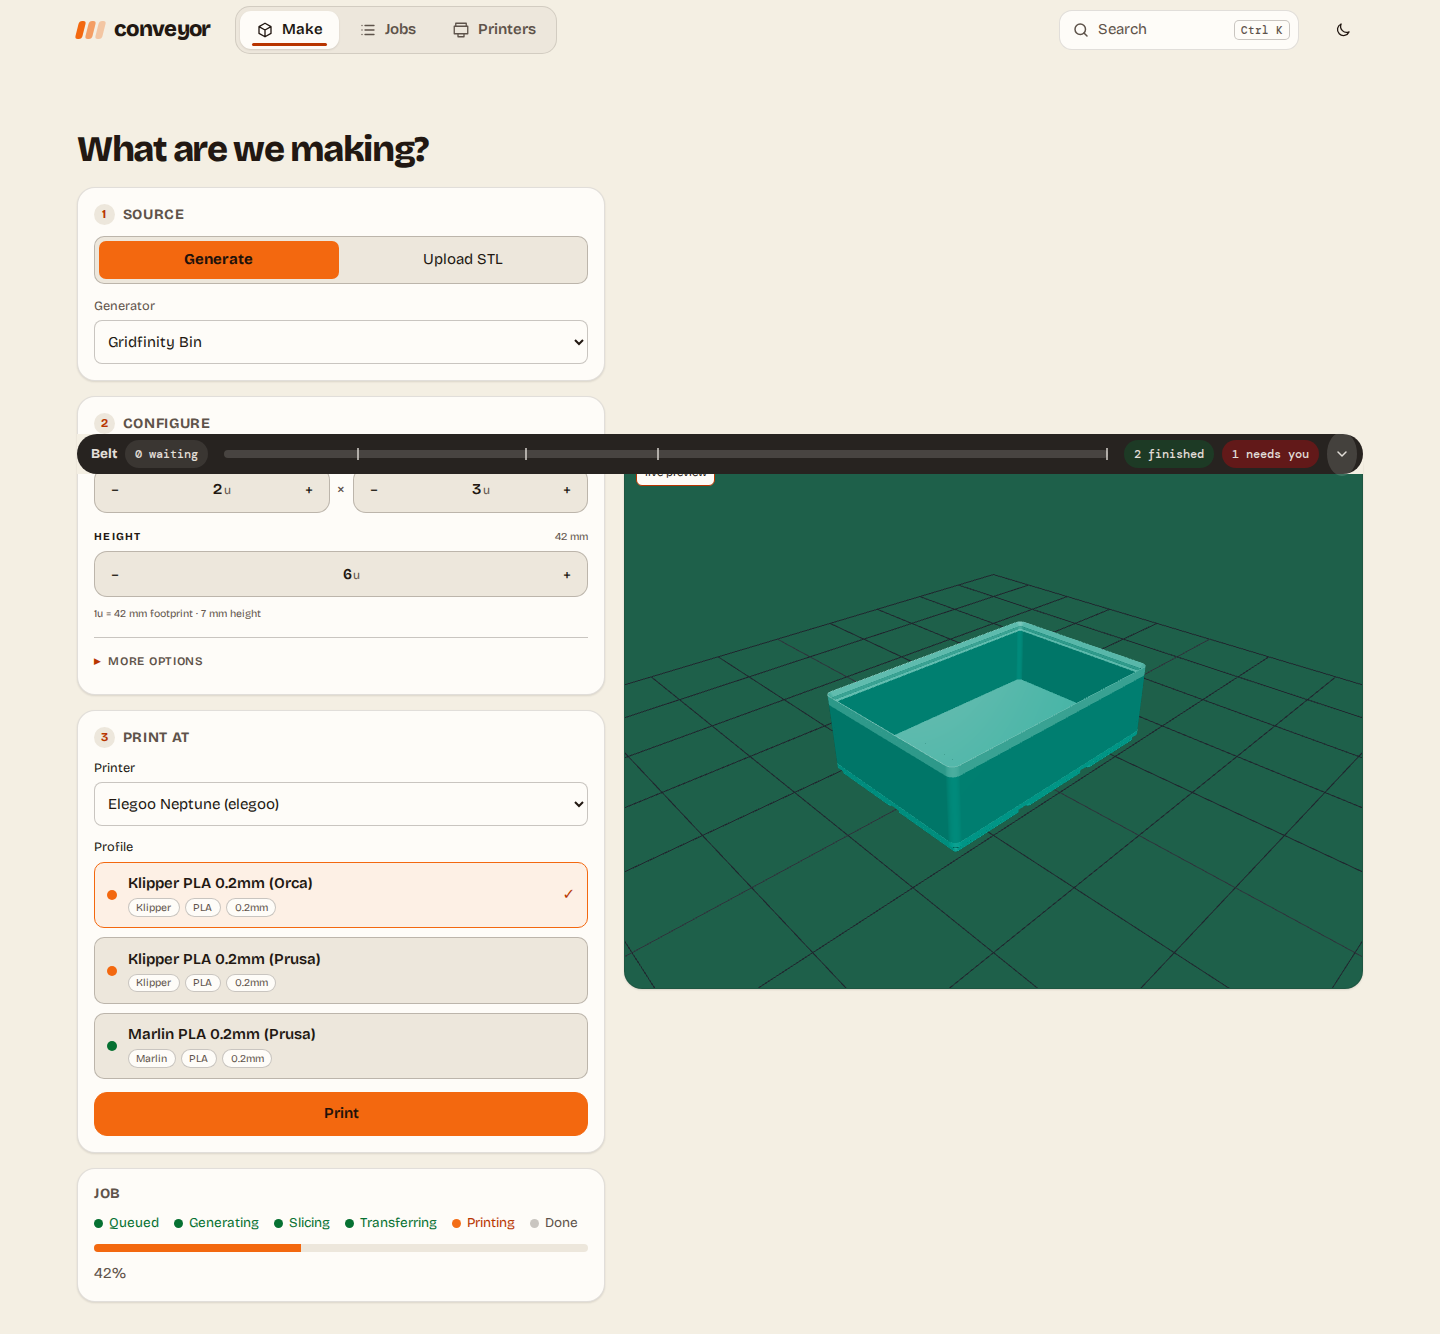 conveyor
Make
Jobs
Printers
Search
Ctrl K
What are we making?
1 SOURCE
Generate
Upload STL
Generator
Gridfinity Bin
2 CONFIGURE
Belt
0 waiting
2 finished
1 needs you
live preview
− 2u + × − 3u +
HEIGHT
42 mm
− 6u +
1u = 42 mm footprint · 7 mm height
▶ MORE OPTIONS
3 PRINT AT
Printer
Elegoo Neptune (elegoo)
Profile
Klipper PLA 0.2mm (Orca)
✓
Klipper PLA 0.2mm
Klipper PLA 0.2mm (Prusa)
Klipper PLA 0.2mm
Marlin PLA 0.2mm (Prusa)
Marlin PLA 0.2mm
Print
JOB
Queued Generating Slicing Transferring Printing Done
42%